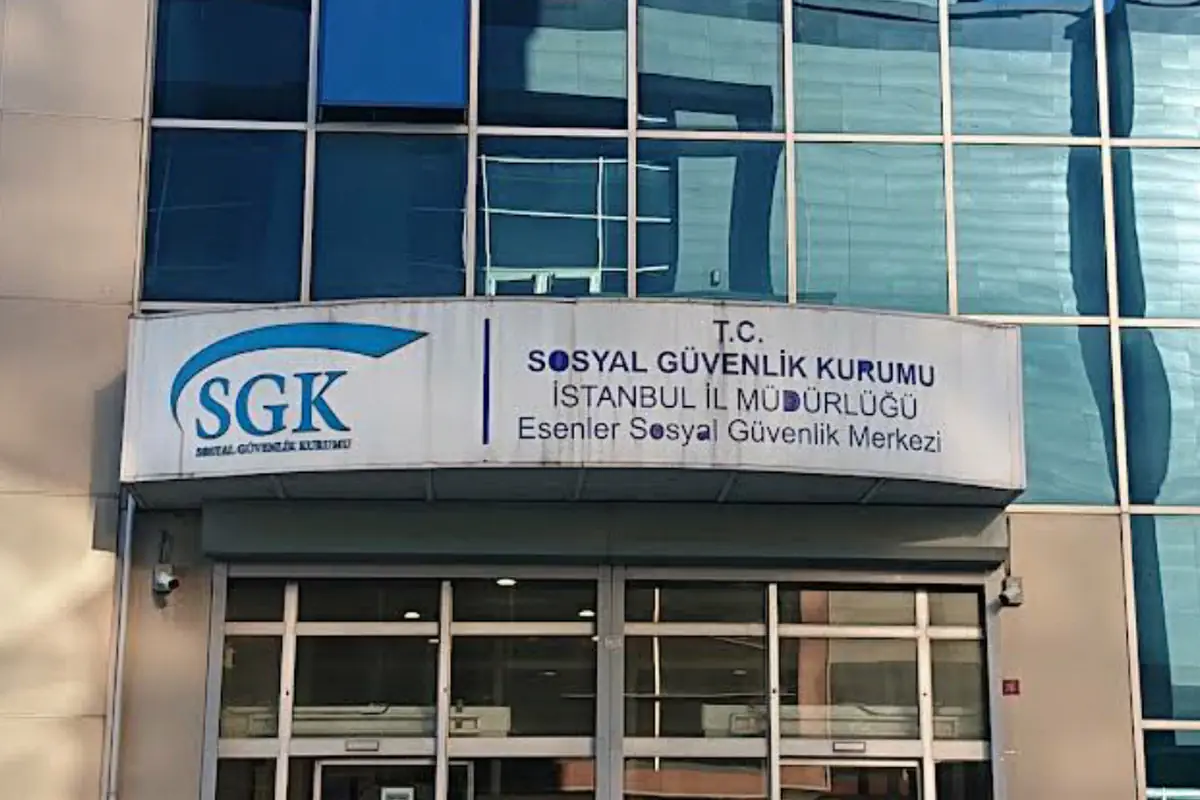 SGK
SOSYAL GÜVENLİK KURUMU
T.C.
SOSYAL GÜVENLİK KURUMU
İSTANBUL İL MÜDÜRLÜĞÜ
Esenler Sosyal Güvenlik Merkezi